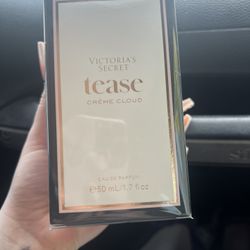 VICTORIA'S
SECRET
tease
CRÈME CLOUD
EAU DE PARFUM
℮50 mL/1.7 fl oz